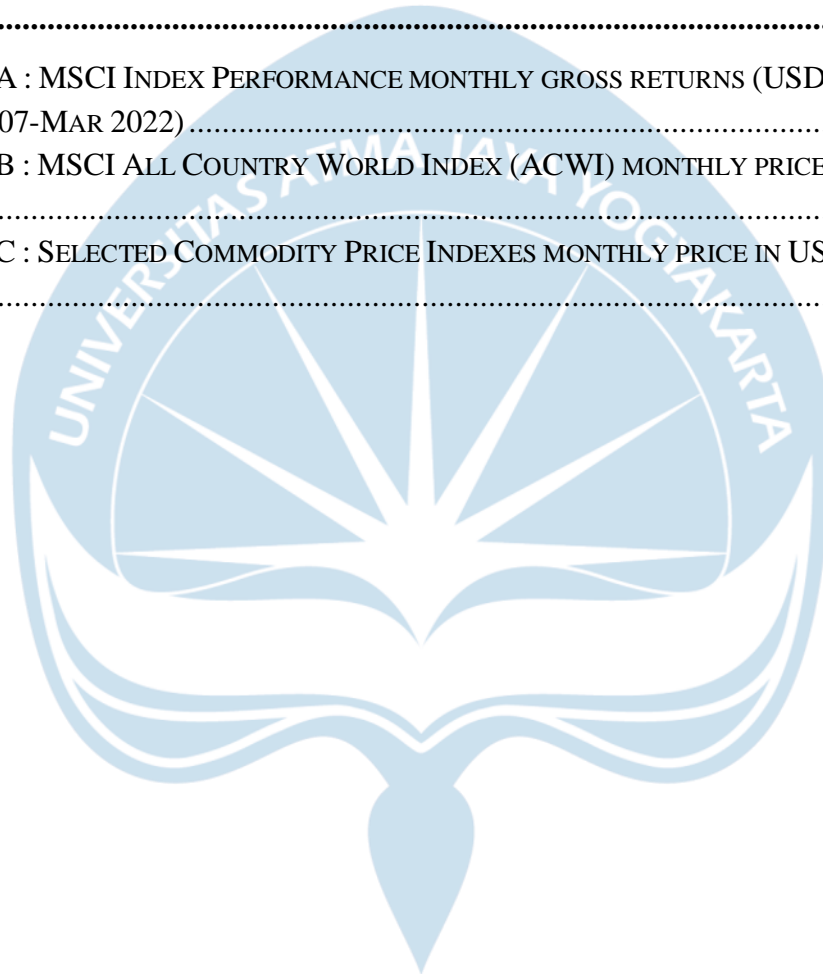 ................................................................................
A : MSCI INDEX PERFORMANCE MONTHLY GROSS RETURNS (USD
07-MAR 2022) ................................................................................
B : MSCI ALL COUNTRY WORLD INDEX (ACWI) MONTHLY PRICE
................................................................................
C : SELECTED COMMODITY PRICE INDEXES MONTHLY PRICE IN US
................................................................................
UNIVERSITAS ATMA JAYA YOGYAKARTA